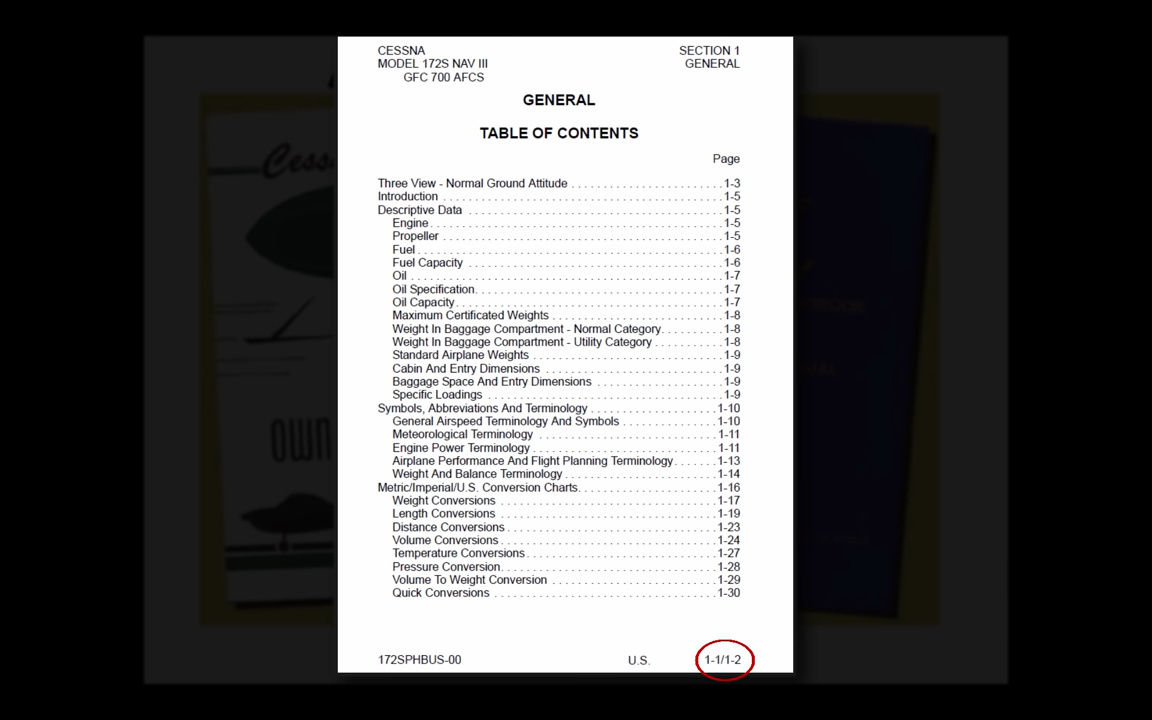 CESSNA
MODEL 172S NAV III
GFC 700 AFCS
SECTION 1
GENERAL
GENERAL
TABLE OF CONTENTS
Page
Three View - Normal Ground Attitude . . . . . . . . . . . . . . . . . . . . . . . . 1-3
Introduction . . . . . . . . . . . . . . . . . . . . . . . . 1-5
Descriptive Data . . . . . . . . . . . . . . . . . . . . . . . . 1-5
Engine . . . . . . . . . . . . . . . . . . . . . . . . 1-5
Propeller . . . . . . . . . . . . . . . . . . . . . . . . 1-5
Fuel . . . . . . . . . . . . . . . . . . . . . . . . 1-6
Fuel Capacity . . . . . . . . . . . . . . . . . . . . . . . . 1-6
Oil . . . . . . . . . . . . . . . . . . . . . . . . 1-7
Oil Specification . . . . . . . . . . . . . . . . . . . . . . . . 1-7
Oil Capacity . . . . . . . . . . . . . . . . . . . . . . . . 1-7
Maximum Certificated Weights . . . . . . . . . . . . . . . . . . . . 1-8
Weight In Baggage Compartment - Normal Category . . . . . . . . 1-8
Weight In Baggage Compartment - Utility Category . . . . . . . . 1-8
Standard Airplane Weights . . . . . . . . . . . . . . . . . . . . 1-9
Cabin And Entry Dimensions . . . . . . . . . . . . . . . . . . . . 1-9
Baggage Space And Entry Dimensions . . . . . . . . . . . . . . . . 1-9
Specific Loadings . . . . . . . . . . . . . . . . . . . . . . . . 1-9
Symbols, Abbreviations And Terminology . . . . . . . . . . . . . . . . 1-10
General Airspeed Terminology And Symbols . . . . . . . . . . . . 1-10
Meteorological Terminology . . . . . . . . . . . . . . . . . . . . 1-11
Engine Power Terminology . . . . . . . . . . . . . . . . . . . . 1-11
Airplane Performance And Flight Planning Terminology . . . . . . 1-13
Weight And Balance Terminology . . . . . . . . . . . . . . . . . . 1-14
Metric/Imperial/U.S. Conversion Charts . . . . . . . . . . . . . . . . 1-16
Weight Conversions . . . . . . . . . . . . . . . . . . . . . . . . 1-17
Length Conversions . . . . . . . . . . . . . . . . . . . . . . . . 1-19
Distance Conversions . . . . . . . . . . . . . . . . . . . . . . . . 1-23
Volume Conversions . . . . . . . . . . . . . . . . . . . . . . . . 1-24
Temperature Conversions . . . . . . . . . . . . . . . . . . . . . . 1-27
Pressure Conversion . . . . . . . . . . . . . . . . . . . . . . . . 1-28
Volume To Weight Conversion . . . . . . . . . . . . . . . . . . . . 1-29
Quick Conversions . . . . . . . . . . . . . . . . . . . . . . . . 1-30
172SPHBUS-00
U.S.
1-1/1-2